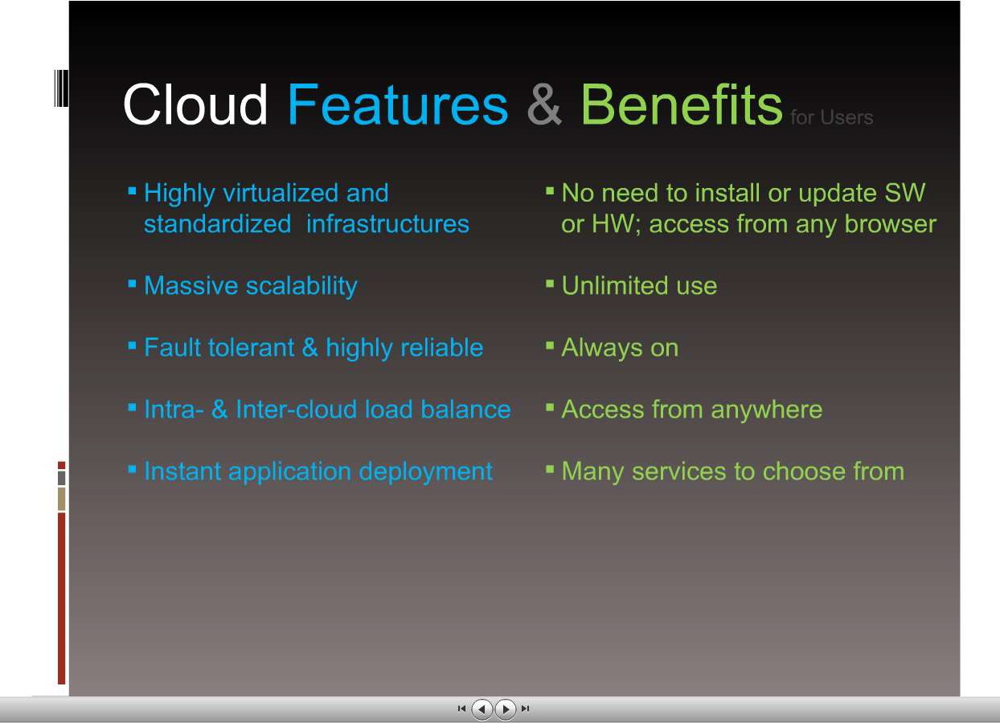 Cloud Features & Benefits for Users
▪ Highly virtualized and
standardized  infrastructures
▪ Massive scalability
▪ Fault tolerant & highly reliable
▪ Intra- & Inter-cloud load balance
▪ Instant application deployment
▪ No need to install or update SW
or HW; access from any browser
▪ Unlimited use
▪ Always on
▪ Access from anywhere
▪ Many services to choose from